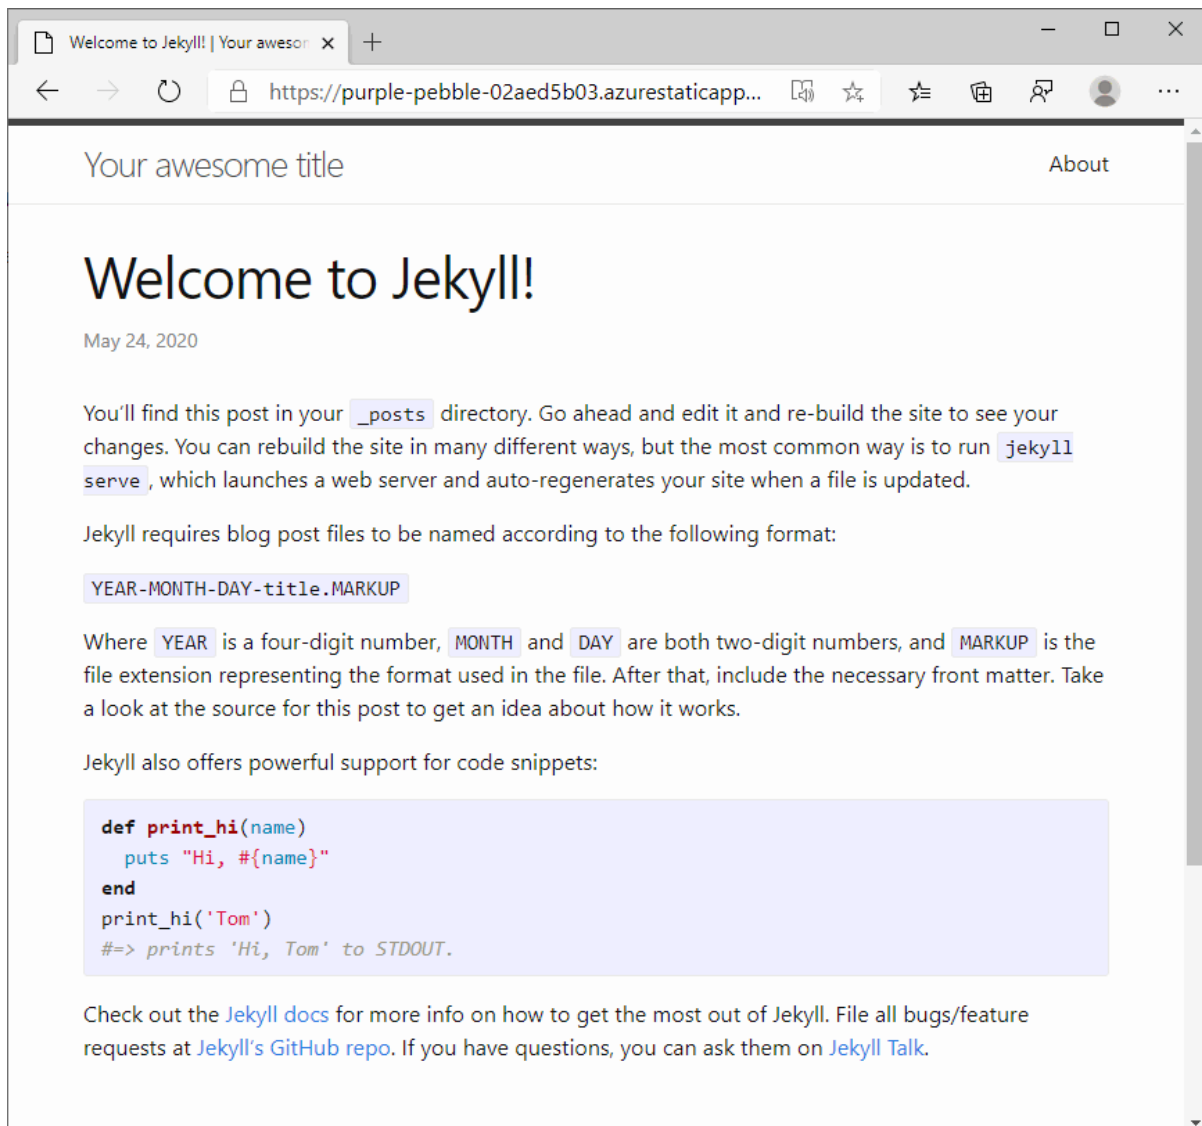 Welcome to Jekyll! | Your awesor
https://purple-pebble-02aed5b03.azurestaticapp...
Your awesome title
About
Welcome to Jekyll!
May 24, 2020
You’ll find this post in your _posts directory. Go ahead and edit it and re-build the site to see your
changes. You can rebuild the site in many different ways, but the most common way is to run jekyll
serve , which launches a web server and auto-regenerates your site when a file is updated.
Jekyll requires blog post files to be named according to the following format:
YEAR-MONTH-DAY-title.MARKUP
Where YEAR is a four-digit number, MONTH and DAY are both two-digit numbers, and MARKUP is the
file extension representing the format used in the file. After that, include the necessary front matter. Take
a look at the source for this post to get an idea about how it works.
Jekyll also offers powerful support for code snippets:
def print_hi(name)
  puts "Hi, #{name}"
end
print_hi('Tom')
#=> prints 'Hi, Tom' to STDOUT.
Check out the Jekyll docs for more info on how to get the most out of Jekyll. File all bugs/feature
requests at Jekyll’s GitHub repo. If you have questions, you can ask them on Jekyll Talk.